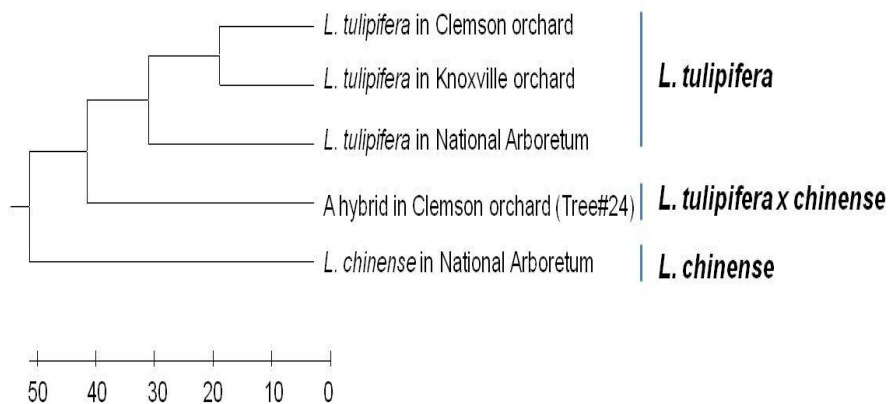 L. tulipifera in Clemson orchard
L. tulipifera in Knoxville orchard
L. tulipifera
L. tulipifera in National Arboretum
A hybrid in Clemson orchard (Tree#24)
L. tulipifera x chinense
L. chinense in National Arboretum
L. chinense
50 40 30 20 10 0